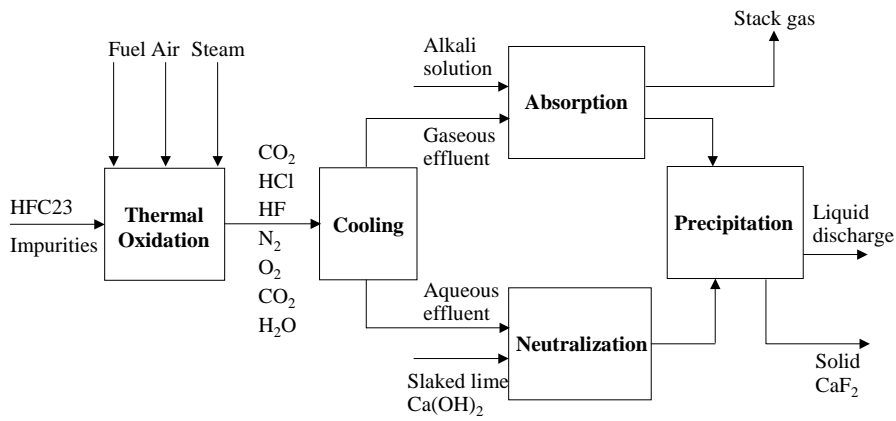 Fuel Air Steam
HFC23
Impurities
Thermal
Oxidation
CO₂
HCl
HF
N₂
O₂
CO₂
H₂O
Cooling
Alkali
solution
Gaseous
effluent
Absorption
Stack gas
Aqueous
effluent
Slaked lime
Ca(OH)₂
Neutralization
Precipitation
Liquid
discharge
Solid
CaF₂